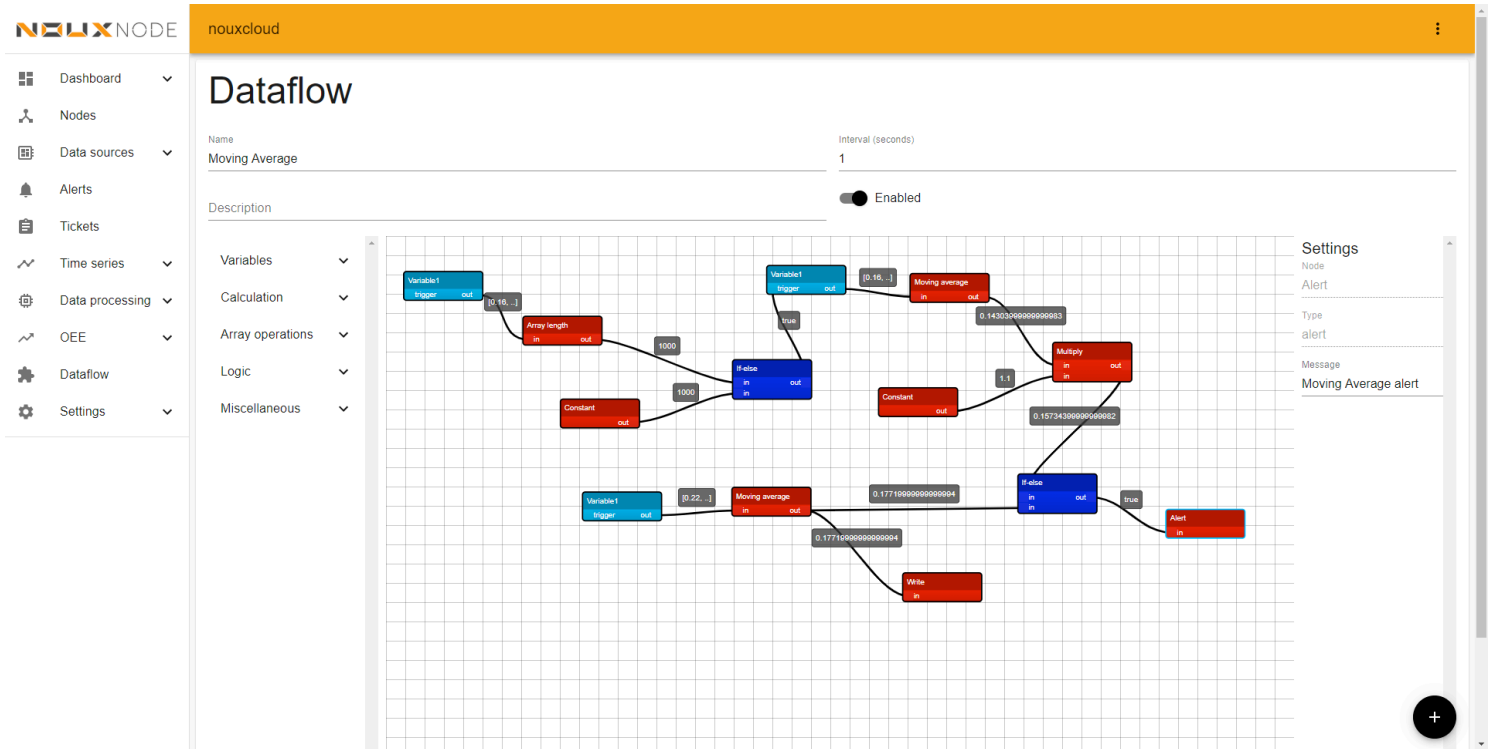 NOUXNODE
nouxcloud
Dashboard
Nodes
Data sources
Alerts
Tickets
Time series
Data processing
OEE
Dataflow
Settings
Dataflow
Name
Moving Average
Interval (seconds)
1
Description
Enabled
Variables
Calculation
Array operations
Logic
Miscellaneous
Variable1
trigger out
[0.16, ..]
Array length
in out
1000
Constant
out
1000
If-else
in out
in
true
Variable1
trigger out
[0.16, ..]
Moving average
in out
0.14303999999999983
Multiply
in out
in
Constant
out
1.1
0.15734399999999982
Variable1
trigger out
[0.22, ..]
Moving average
in out
0.17719999999999994
0.17719999999999994
If-else
in out
in
true
Alert
in
Write
in
Settings
Node
Alert
Type
alert
Message
Moving Average alert
+